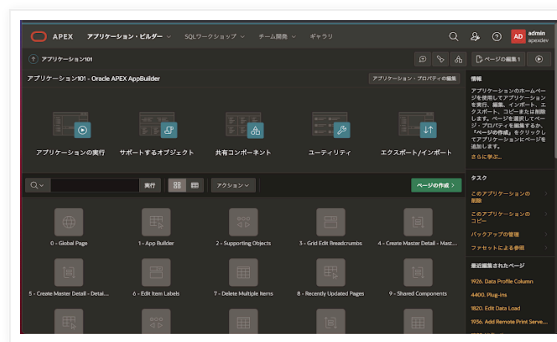 APEX アプリケーション・ビルダー SQLワークショップ チーム開発 ギャラリ
AD admin
apexdev
アプリケーション101
ページの編集1
アプリケーション101 - Oracle APEX AppBuilder
アプリケーション・プロパティの編集
アプリケーションの実行 サポートするオブジェクト 共有コンポーネント ユーティリティ エクスポート/インポート
実行 アクション ページの作成
0 - Global Page 1 - App Builder 2 - Supporting Objects 3 - Grid Edit Breadcrumbs 4 - Create Master Detail - Mast...
5 - Create Master Detail - Detai... 6 - Edit Item Labels 7 - Delete Multiple Items 8 - Recently Updated Pages 9 - Shared Components
情報
アプリケーションのホームペー
ジを使用してアプリケーション
を実行、編集、インポート、エ
クスポート、コピーまたは削除
します。ページを選択してペー
ジ・プロパティを編集するか、
「ページの作成」をクリックし
てアプリケーションにページを
追加します。
さらに学ぶ...
タスク
このアプリケーションの
削除
このアプリケーションの
コピー
バックアップの管理
ファセットによる参照
最近編集されたページ
1926. Data Profile Column
4400. Plug-ins
1820. Edit Data Load
1936. Add Remote Print Serve...